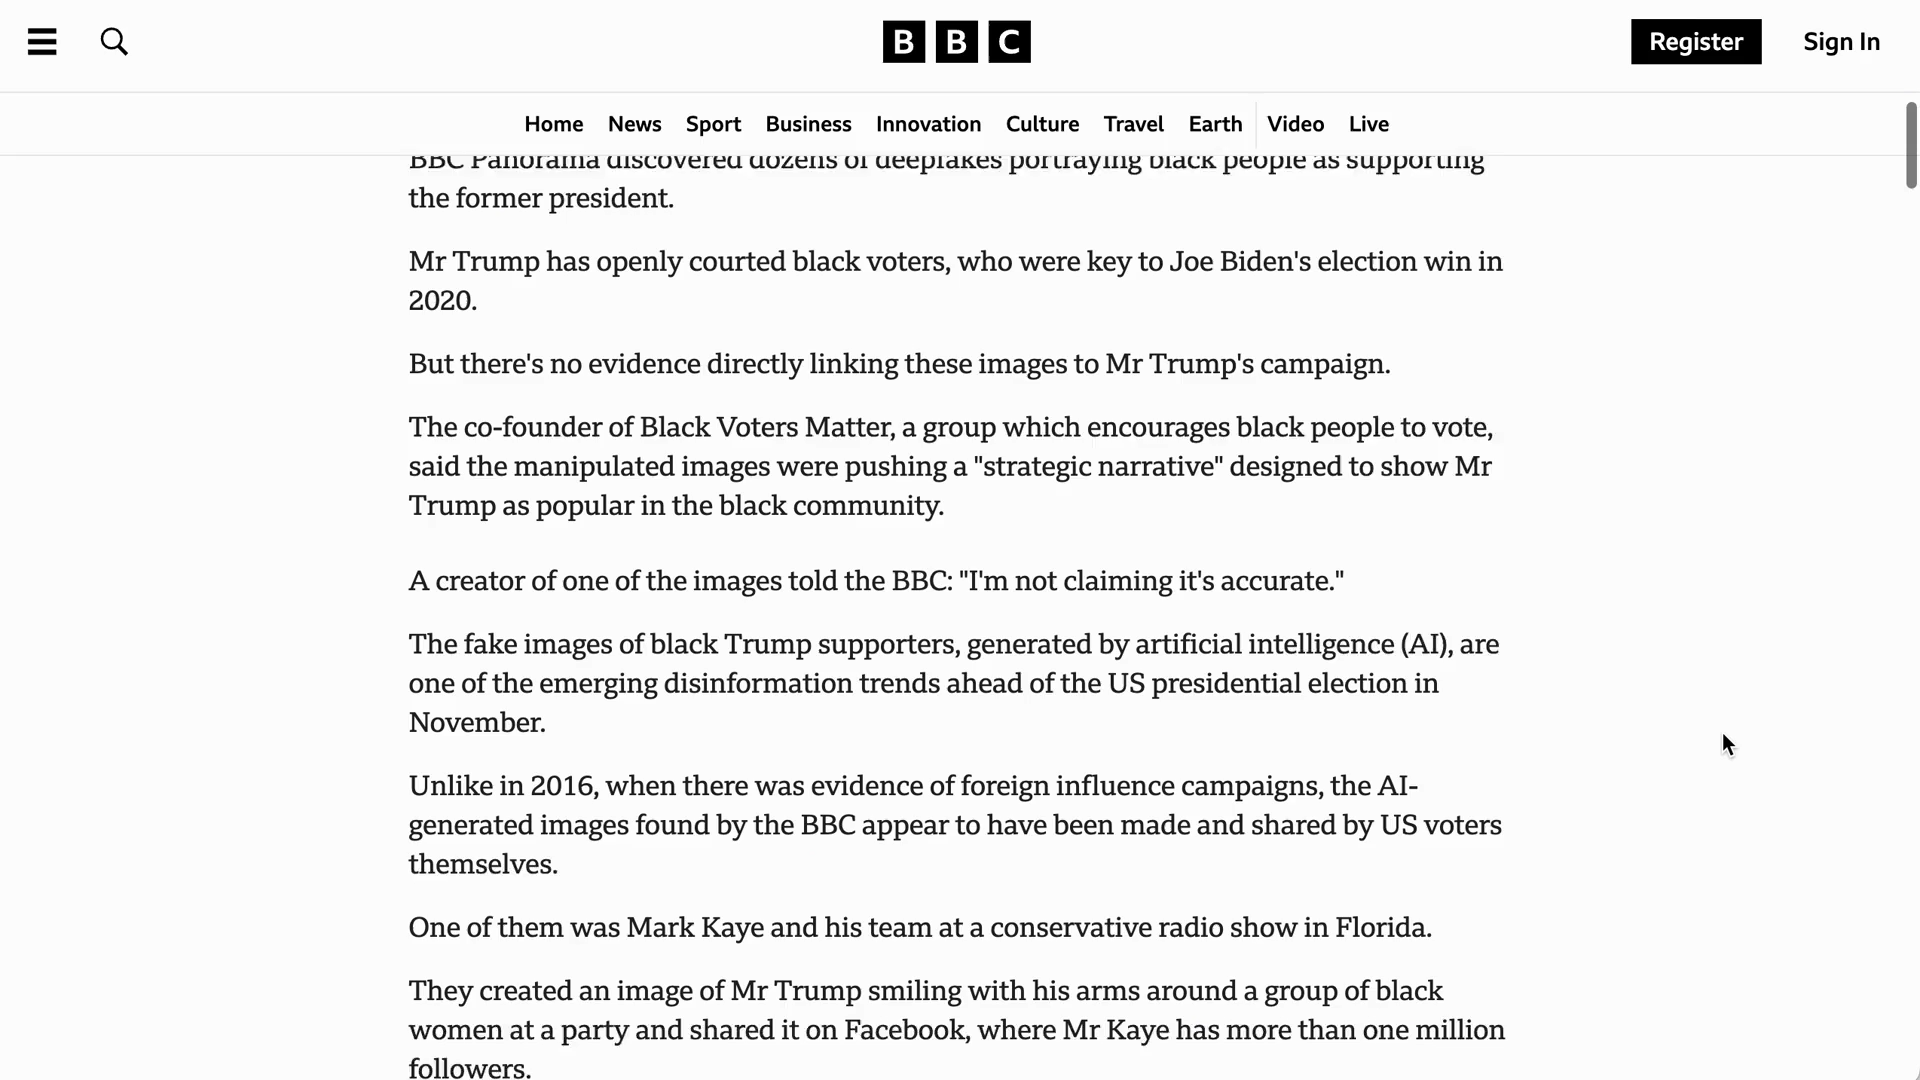 BBC
Register
Sign In
Home News Sport Business Innovation Culture Travel Earth Video Live
BBC Panorama discovered dozens of deepfakes portraying black people as supporting
the former president.
Mr Trump has openly courted black voters, who were key to Joe Biden's election win in
2020.
But there's no evidence directly linking these images to Mr Trump's campaign.
The co-founder of Black Voters Matter, a group which encourages black people to vote,
said the manipulated images were pushing a "strategic narrative" designed to show Mr
Trump as popular in the black community.
A creator of one of the images told the BBC: "I'm not claiming it's accurate."
The fake images of black Trump supporters, generated by artificial intelligence (AI), are
one of the emerging disinformation trends ahead of the US presidential election in
November.
Unlike in 2016, when there was evidence of foreign influence campaigns, the AI-
generated images found by the BBC appear to have been made and shared by US voters
themselves.
One of them was Mark Kaye and his team at a conservative radio show in Florida.
They created an image of Mr Trump smiling with his arms around a group of black
women at a party and shared it on Facebook, where Mr Kaye has more than one million
followers.